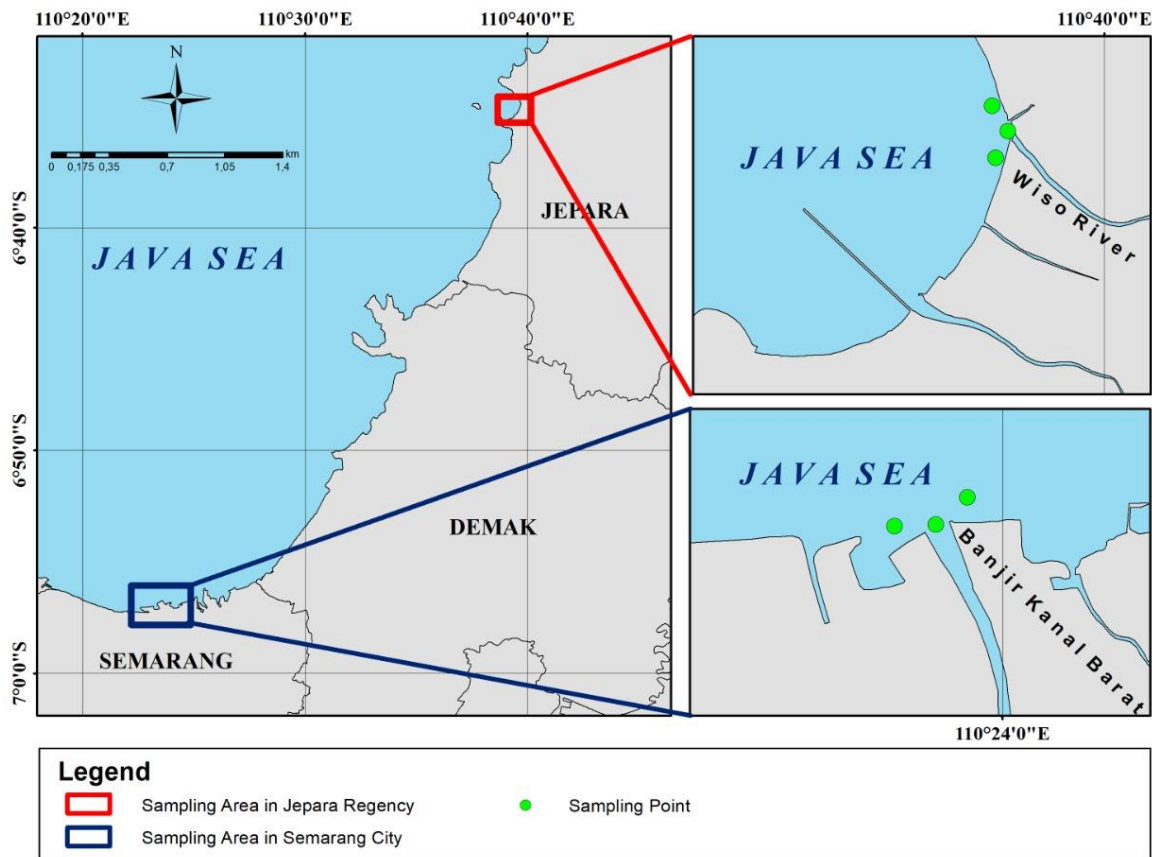 110°20'0"E
110°30'0"E
110°40'0"E
110°40'0"E
N
km
0 0,175 0,35 0,7 1,05 1,4
6°40'0"S
6°50'0"S
7°0'0"S
JAVA SEA
JEPARA
DEMAK
SEMARANG
JAVA SEA
Wiso River
JAVA SEA
Banjir Kanal Barat
110°24'0"E
Legend
Sampling Area in Jepara Regency
Sampling Point
Sampling Area in Semarang City